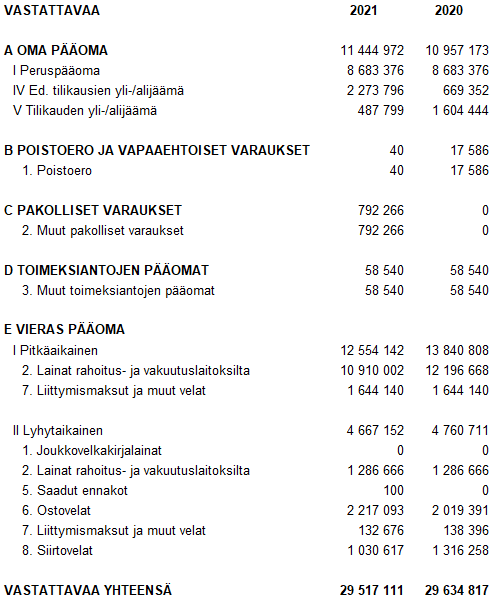 VASTATTAVAA 2021 2020
A OMA PÄÄOMA 11 444 972 10 957 173
I Peruspääoma 8 683 376 8 683 376
IV Ed. tilikausien yli-/alijäämä 2 273 796 669 352
V Tilikauden yli-/alijäämä 487 799 1 604 444
B POISTOERO JA VAPAAEHTOISET VARAUKSET 40 17 586
1. Poistoero 40 17 586
C PAKOLLISET VARAUKSET 792 266 0
2. Muut pakolliset varaukset 792 266 0
D TOIMEKSIANTOJEN PÄÄOMAT 58 540 58 540
3. Muut toimeksiantojen pääomat 58 540 58 540
E VIERAS PÄÄOMA
I Pitkäaikainen 12 554 142 13 840 808
2. Lainat rahoitus- ja vakuutuslaitoksilta 10 910 002 12 196 668
7. Liittymismaksut ja muut velat 1 644 140 1 644 140
II Lyhytaikainen 4 667 152 4 760 711
1. Joukkovelkakirjalainat 0 0
2. Lainat rahoitus- ja vakuutuslaitoksilta 1 286 666 1 286 666
5. Saadut ennakot 100 0
6. Ostovelat 2 217 093 2 019 391
7. Liittymismaksut ja muut velat 132 676 138 396
8. Siirtovelat 1 030 617 1 316 258
VASTATTAVAA YHTEENSÄ 29 517 111 29 634 817